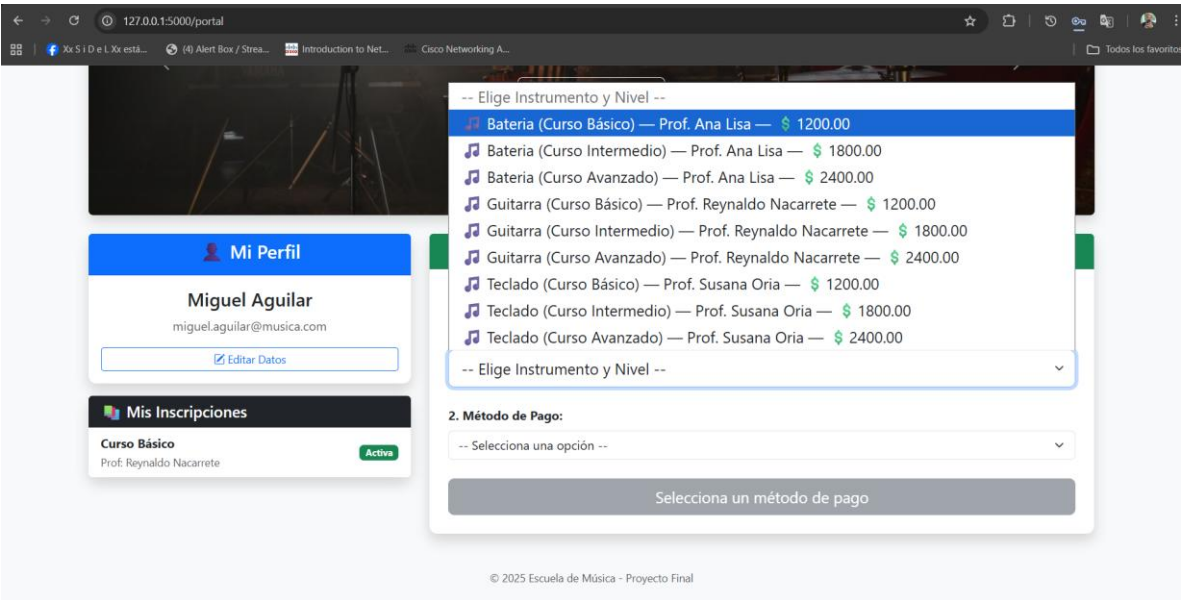 127.0.0.1:5000/portal
Xx S i D e L Xx está... (4) Alert Box / Strea... Introduction to Net... Cisco Networking A... Todos los favoritos
-- Elige Instrumento y Nivel --
Bateria (Curso Básico) — Prof. Ana Lisa — $ 1200.00
Bateria (Curso Intermedio) — Prof. Ana Lisa — $ 1800.00
Bateria (Curso Avanzado) — Prof. Ana Lisa — $ 2400.00
Guitarra (Curso Básico) — Prof. Reynaldo Nacarrete — $ 1200.00
Guitarra (Curso Intermedio) — Prof. Reynaldo Nacarrete — $ 1800.00
Guitarra (Curso Avanzado) — Prof. Reynaldo Nacarrete — $ 2400.00
Teclado (Curso Básico) — Prof. Susana Oria — $ 1200.00
Teclado (Curso Intermedio) — Prof. Susana Oria — $ 1800.00
Teclado (Curso Avanzado) — Prof. Susana Oria — $ 2400.00
-- Elige Instrumento y Nivel --
Mi Perfil
Miguel Aguilar
miguel.aguilar@musica.com
Editar Datos
Mis Inscripciones
Curso Básico
Prof: Reynaldo Nacarrete
Activa
2. Método de Pago:
-- Selecciona una opción --
Selecciona un método de pago
© 2025 Escuela de Música - Proyecto Final